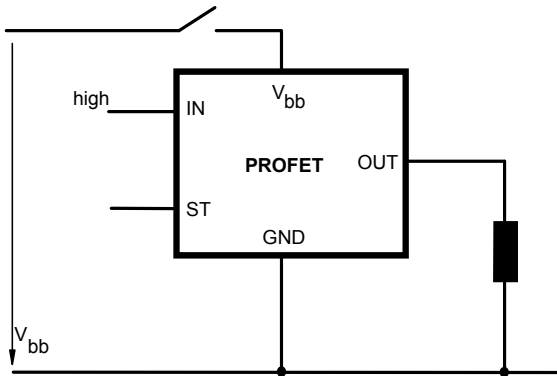 high
IN
V bb
PROFET
OUT
ST
GND
V bb